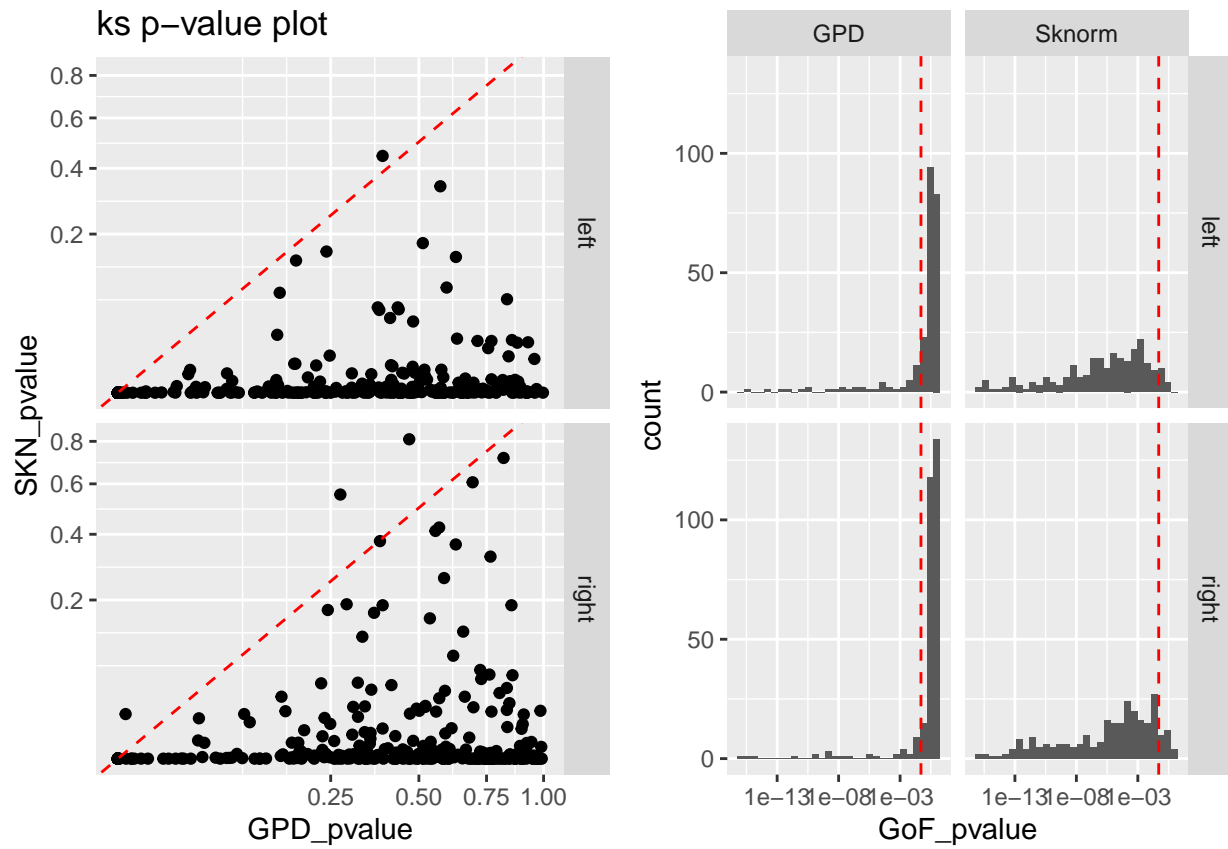 ks p−value plot
0.8
0.6
0.4
0.2
left
0.8
0.6
0.4
0.2
right
SKN_pvalue
0.25
0.50
0.75
1.00
GPD_pvalue
GPD
Sknorm
100
50
0
left
100
50
0
right
count
1e−13
1e−08
1e−03
1e−13
1e−08
1e−03
GoF_pvalue